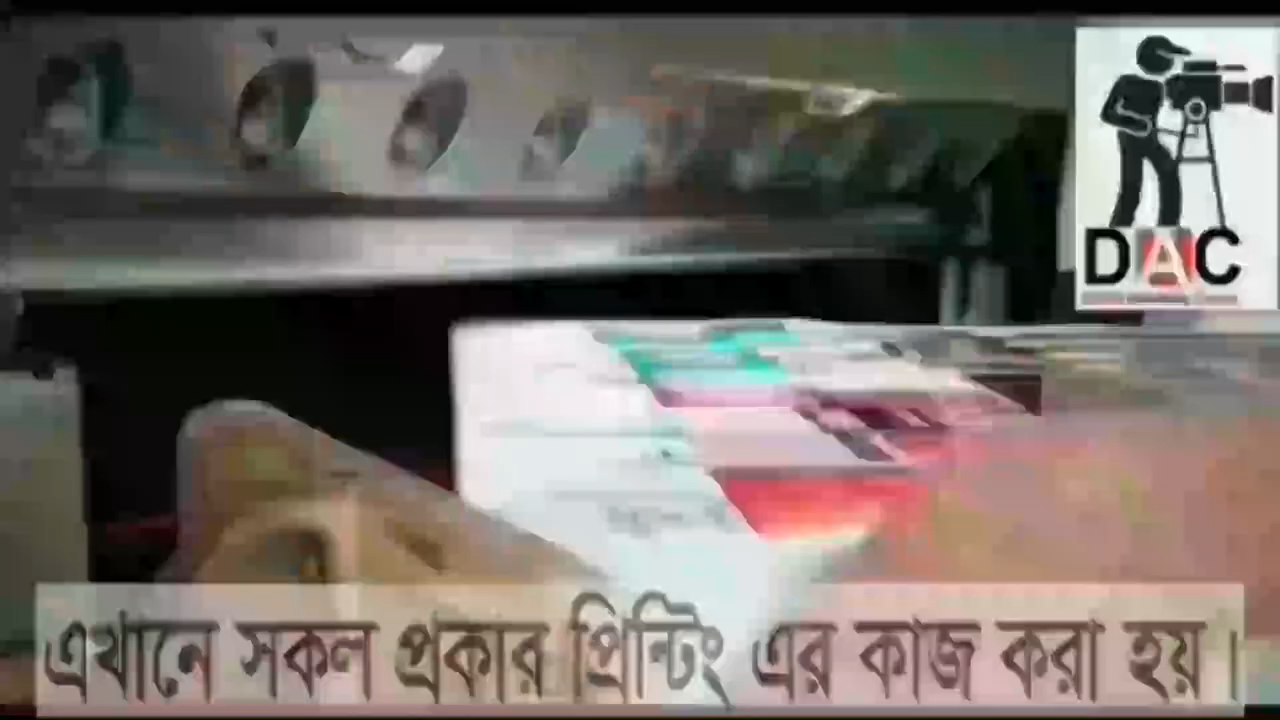 DAC
এখানে সকল প্রকার প্রিন্টিং এর কাজ করা হয়।